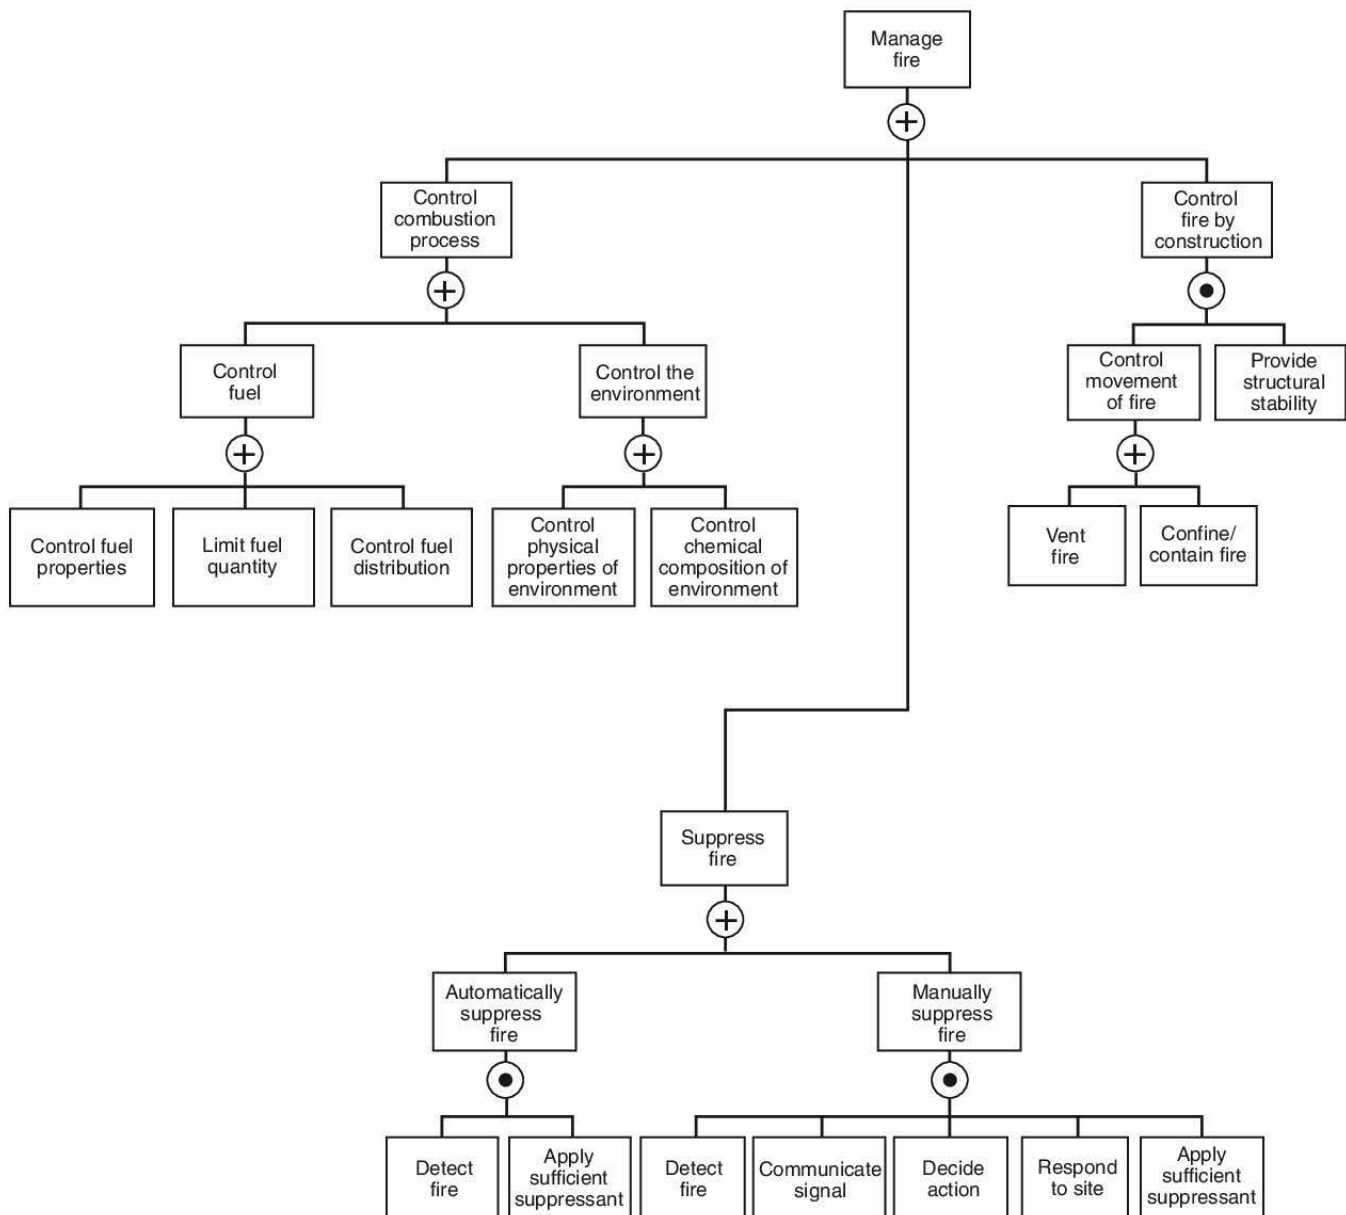 Manage
fire
Control
combustion
process
Control
fire by
construction
Control
fuel
Control the
environment
Control
movement
of fire
Provide
structural
stability
Control fuel
properties
Limit fuel
quantity
Control fuel
distribution
Control
physical
properties of
environment
Control
chemical
composition of
environment
Vent
fire
Confine/
contain fire
Suppress
fire
Automatically
suppress
fire
Manually
suppress
fire
Detect
fire
Apply
sufficient
suppressant
Detect
fire
Communicate
signal
Decide
action
Respond
to site
Apply
sufficient
suppressant